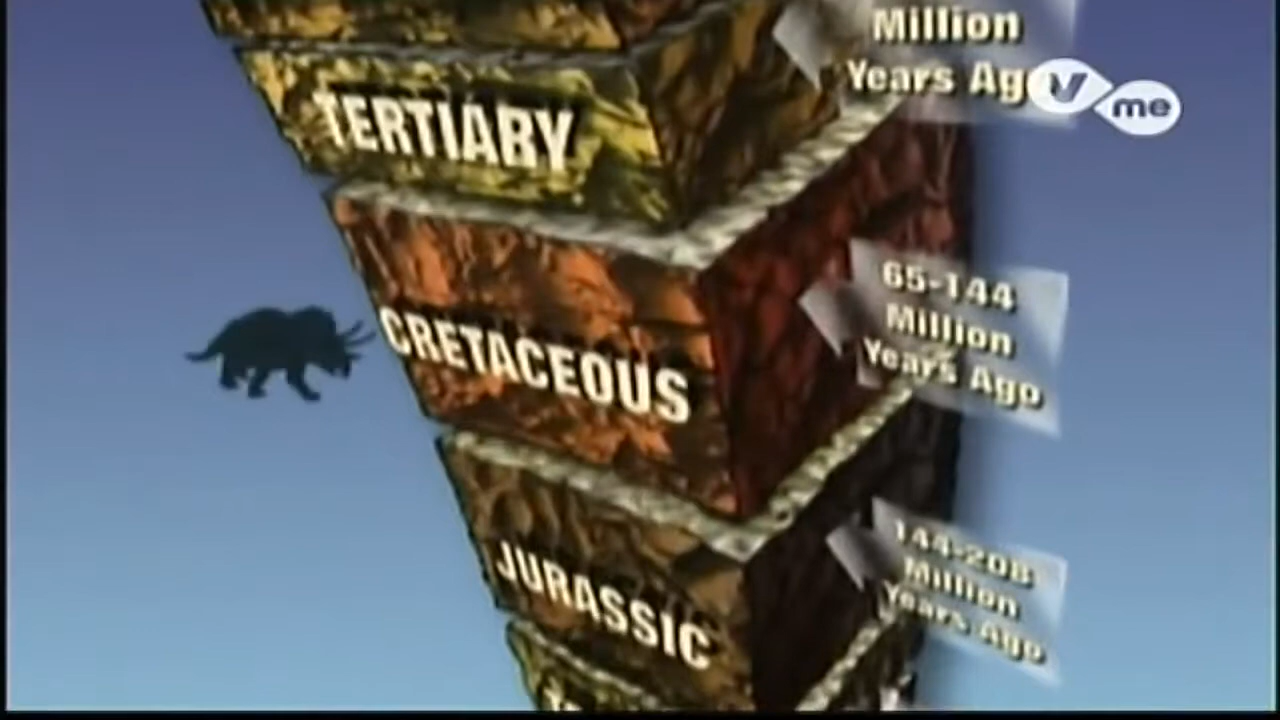 Million
Years Ago
V me
TERTIARY
65-144
Million
Years Ago
CRETACEOUS
144-208
Million
Years Ago
JURASSIC